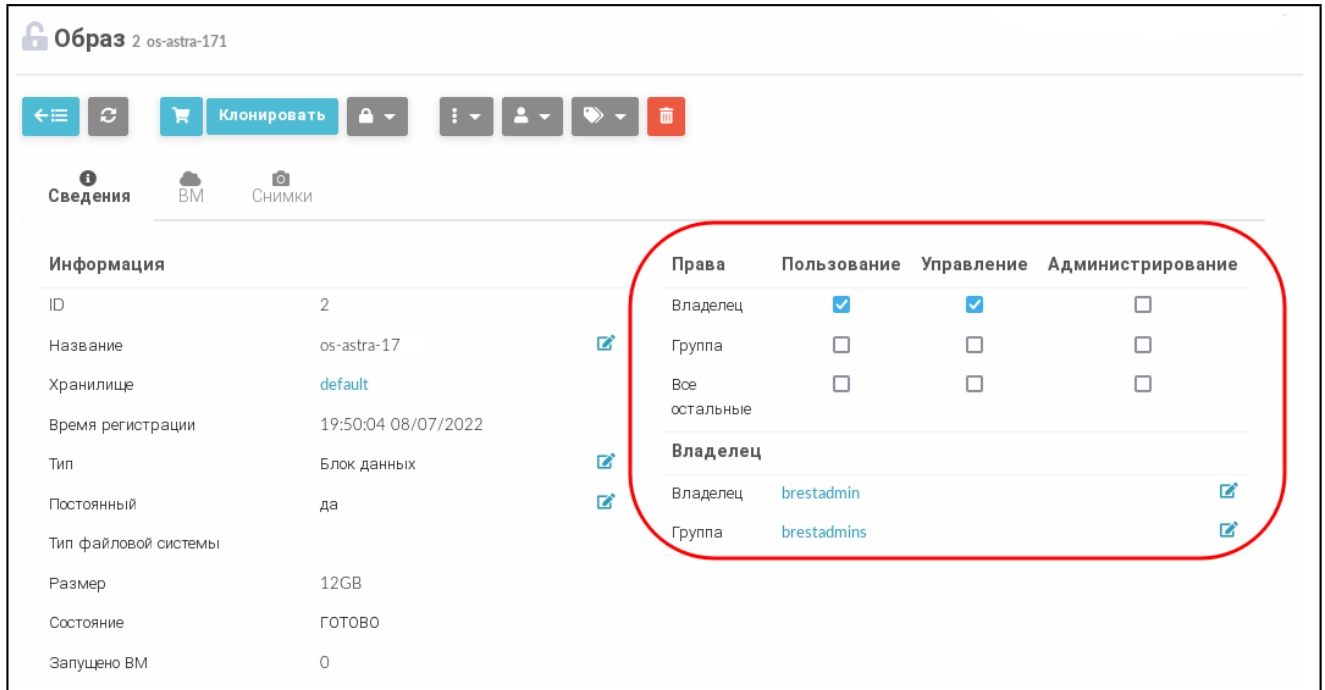 Образ 2 os-astra-171
Клонировать
Сведения ВМ Снимки
Информация
ID 2
Название os-astra-17
Хранилище default
Время регистрации 19:50:04 08/07/2022
Тип Блок данных
Постоянный да
Тип файловой системы
Размер 12GB
Состояние ГОТОВО
Запущено ВМ 0
Права Пользование Управление Администрирование
Владелец
Группа
Все
остальные
Владелец
Владелец brestadmin
Группа brestadmins